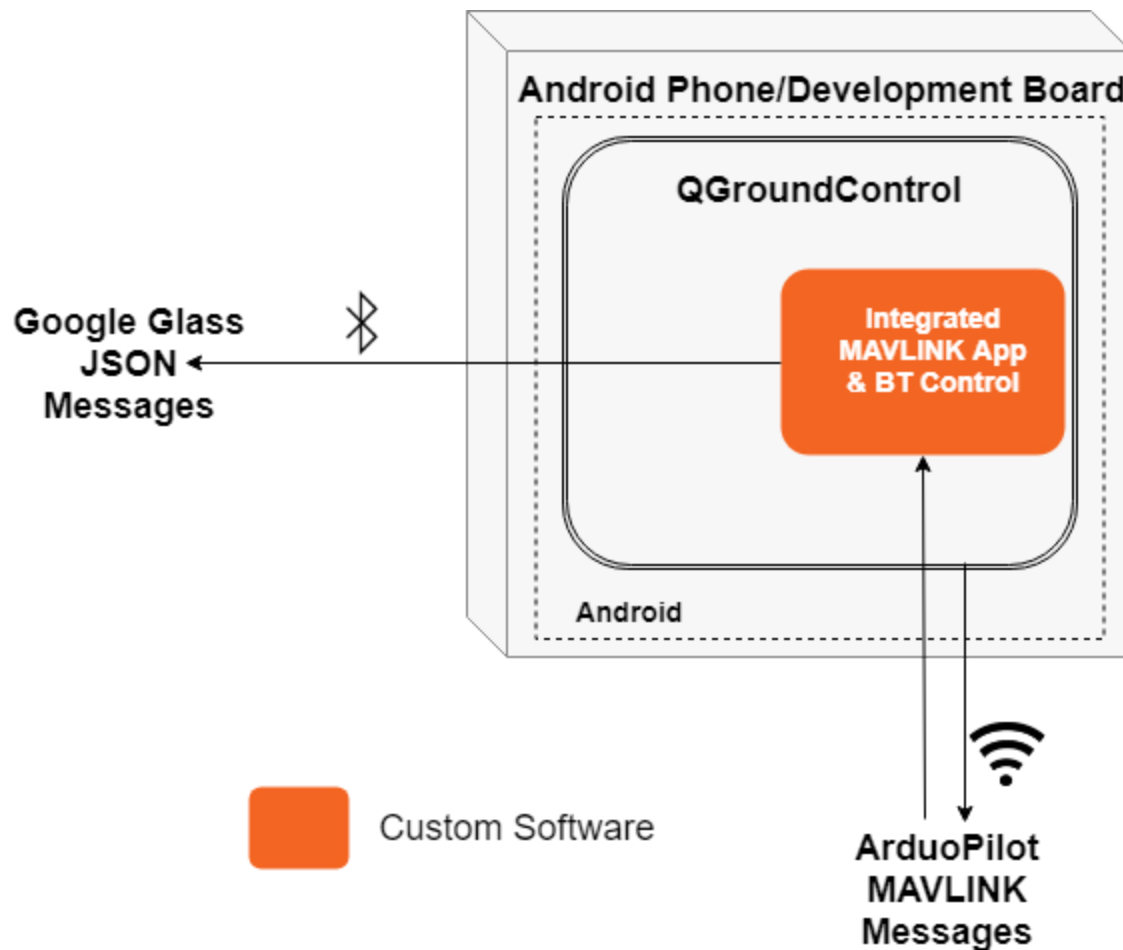 Android Phone/Development Board
QGroundControl
Integrated
MAVLINK App
& BT Control
Google Glass
JSON
Messages
Android
Custom Software
ArduoPilot
MAVLINK
Messages